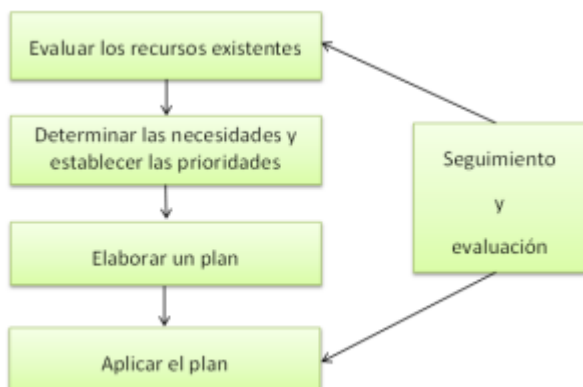 Evaluar los recursos existentes
Determinar las necesidades y
establecer las prioridades
Elaborar un plan
Aplicar el plan
Seguimiento
y
evaluación